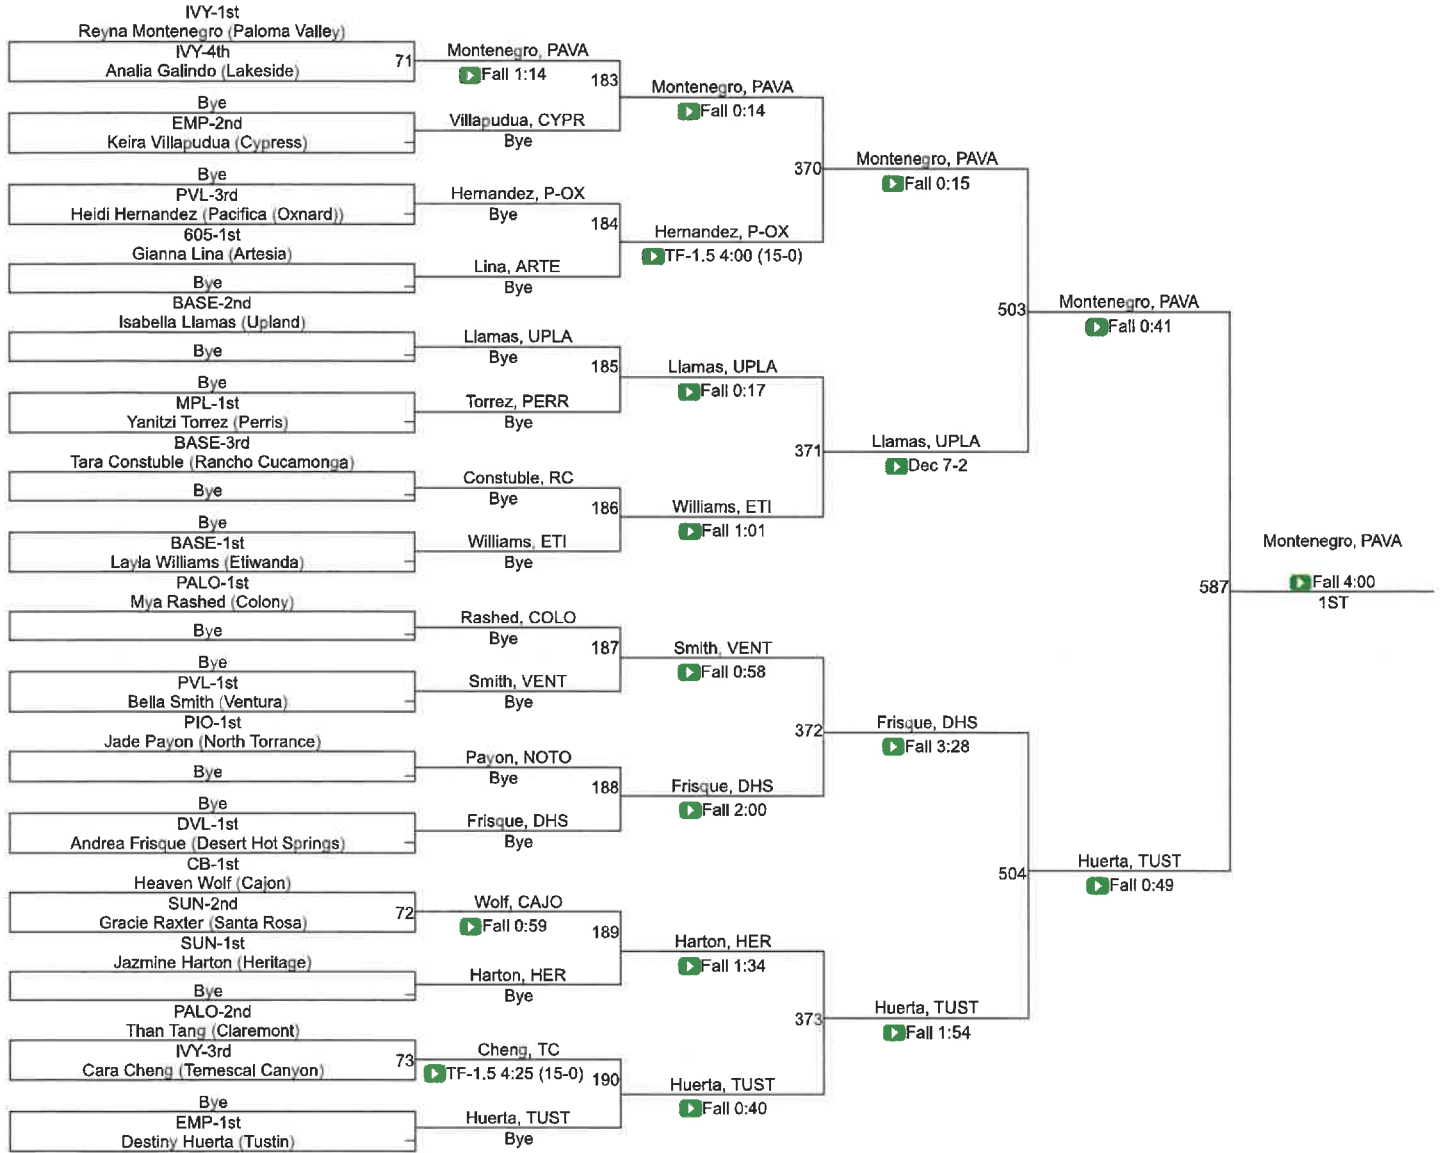 IVY-1st
Reyna Montenegro (Paloma Valley)
IVY-4th
Analia Galindo (Lakeside)
71
Bye
EMP-2nd
Keira Villapudua (Cypress)
Bye
PVL-3rd
Heidi Hernandez (Pacifica (Oxnard))
605-1st
Gianna Lina (Artesia)
Bye
BASE-2nd
Isabella Llamas (Upland)
Bye
Bye
MPL-1st
Yanitzi Torrez (Perris)
BASE-3rd
Tara Constuble (Rancho Cucamonga)
Bye
Bye
BASE-1st
Layla Williams (Etiwanda)
PALO-1st
Mya Rashed (Colony)
Bye
Bye
PVL-1st
Bella Smith (Ventura)
PIO-1st
Jade Payon (North Torrance)
Bye
Bye
DVL-1st
Andrea Frisque (Desert Hot Springs)
CB-1st
Heaven Wolf (Cajon)
SUN-2nd
Gracie Raxter (Santa Rosa)
72
SUN-1st
Jazmine Harton (Heritage)
Bye
PALO-2nd
Than Tang (Claremont)
IVY-3rd
Cara Cheng (Temescal Canyon)
73
Bye
EMP-1st
Destiny Huerta (Tustin)
Montenegro, PAVA
Fall 1:14
183
Villapudua, CYPR
Bye
Hernandez, P-OX
Bye
184
Lina, ARTE
Bye
Llamas, UPLA
Bye
185
Torrez, PERR
Bye
Constuble, RC
Bye
186
Williams, ETI
Bye
Rashed, COLO
Bye
187
Smith, VENT
Bye
Payon, NOTO
Bye
188
Frisque, DHS
Bye
Wolf, CAJO
Fall 0:59
189
Harton, HER
Bye
Cheng, TC
TF-1.5 4:25 (15-0)
190
Huerta, TUST
Bye
Montenegro, PAVA
Fall 0:14
370
Hernandez, P-OX
TF-1.5 4:00 (15-0)
Llamas, UPLA
Fall 0:17
371
Williams, ETI
Fall 1:01
Smith, VENT
Fall 0:58
372
Frisque, DHS
Fall 2:00
Harton, HER
Fall 1:34
373
Huerta, TUST
Fall 0:40
Montenegro, PAVA
Fall 0:15
503
Llamas, UPLA
Dec 7-2
Frisque, DHS
Fall 3:28
504
Huerta, TUST
Fall 1:54
Montenegro, PAVA
Fall 0:41
587
Huerta, TUST
Fall 0:49
Montenegro, PAVA
Fall 4:00
1ST